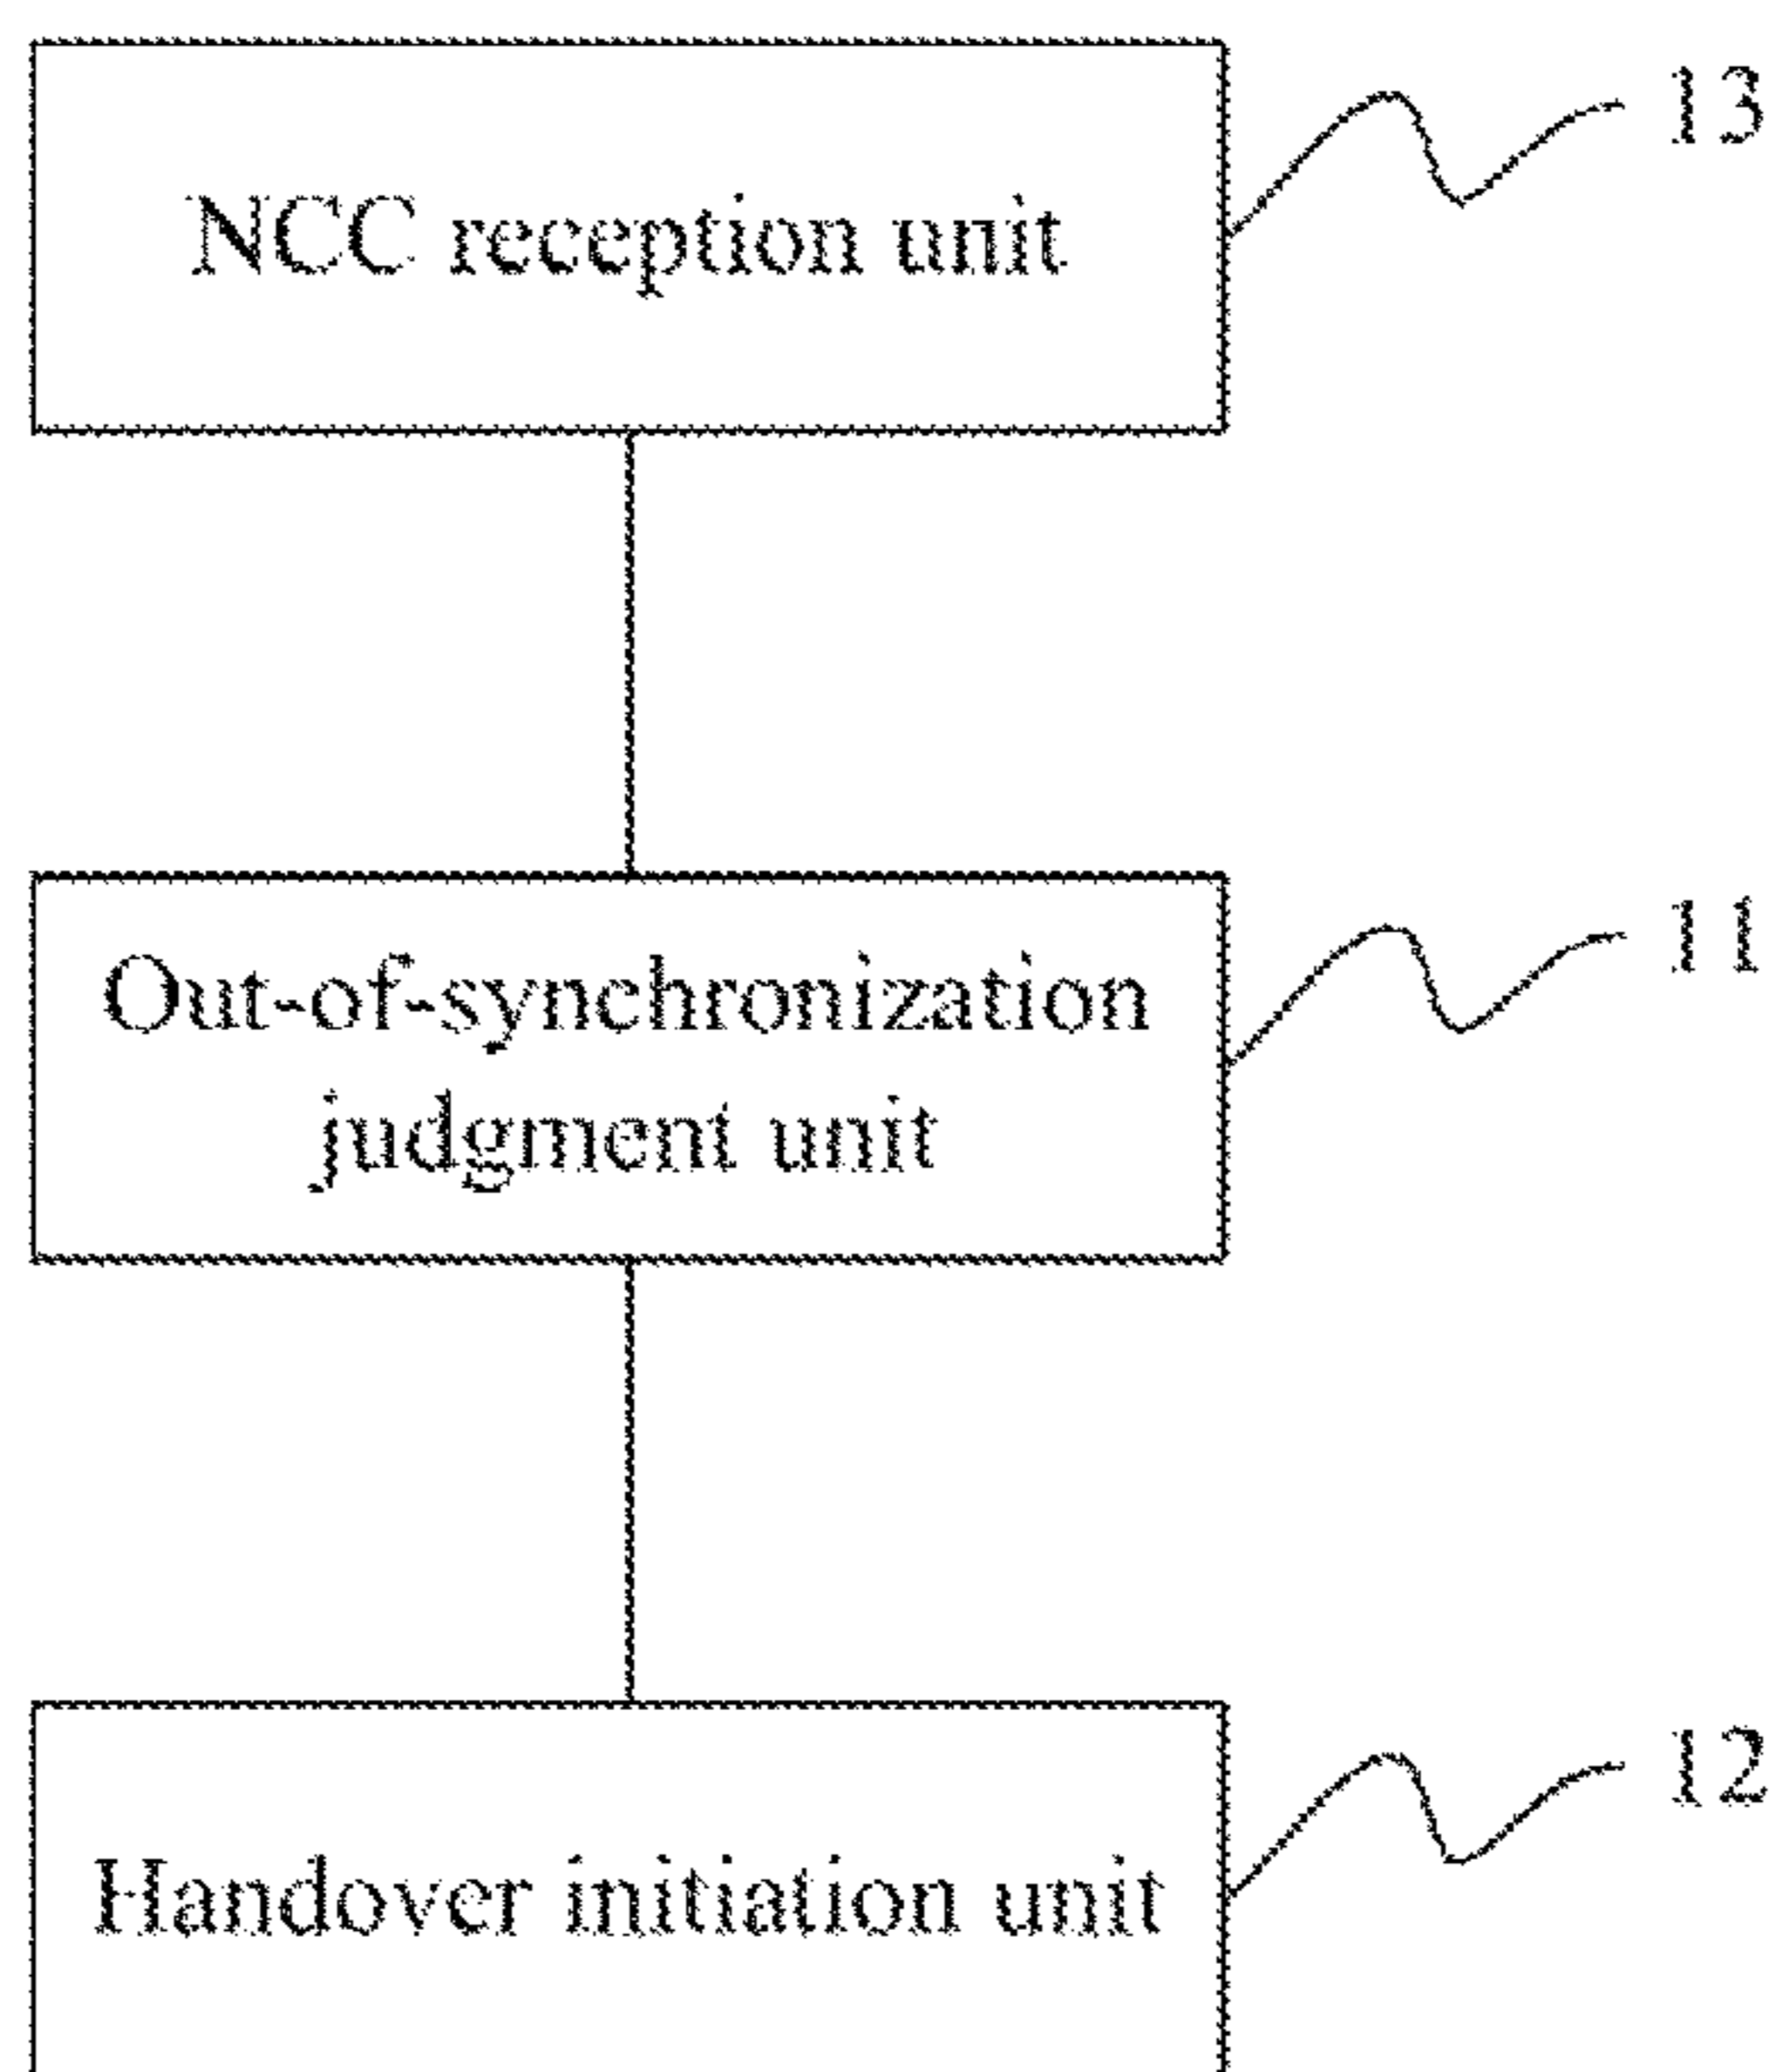 NCC reception unit
13
Out-of-synchronization
judgment unit
11
Handover initiation unit
12